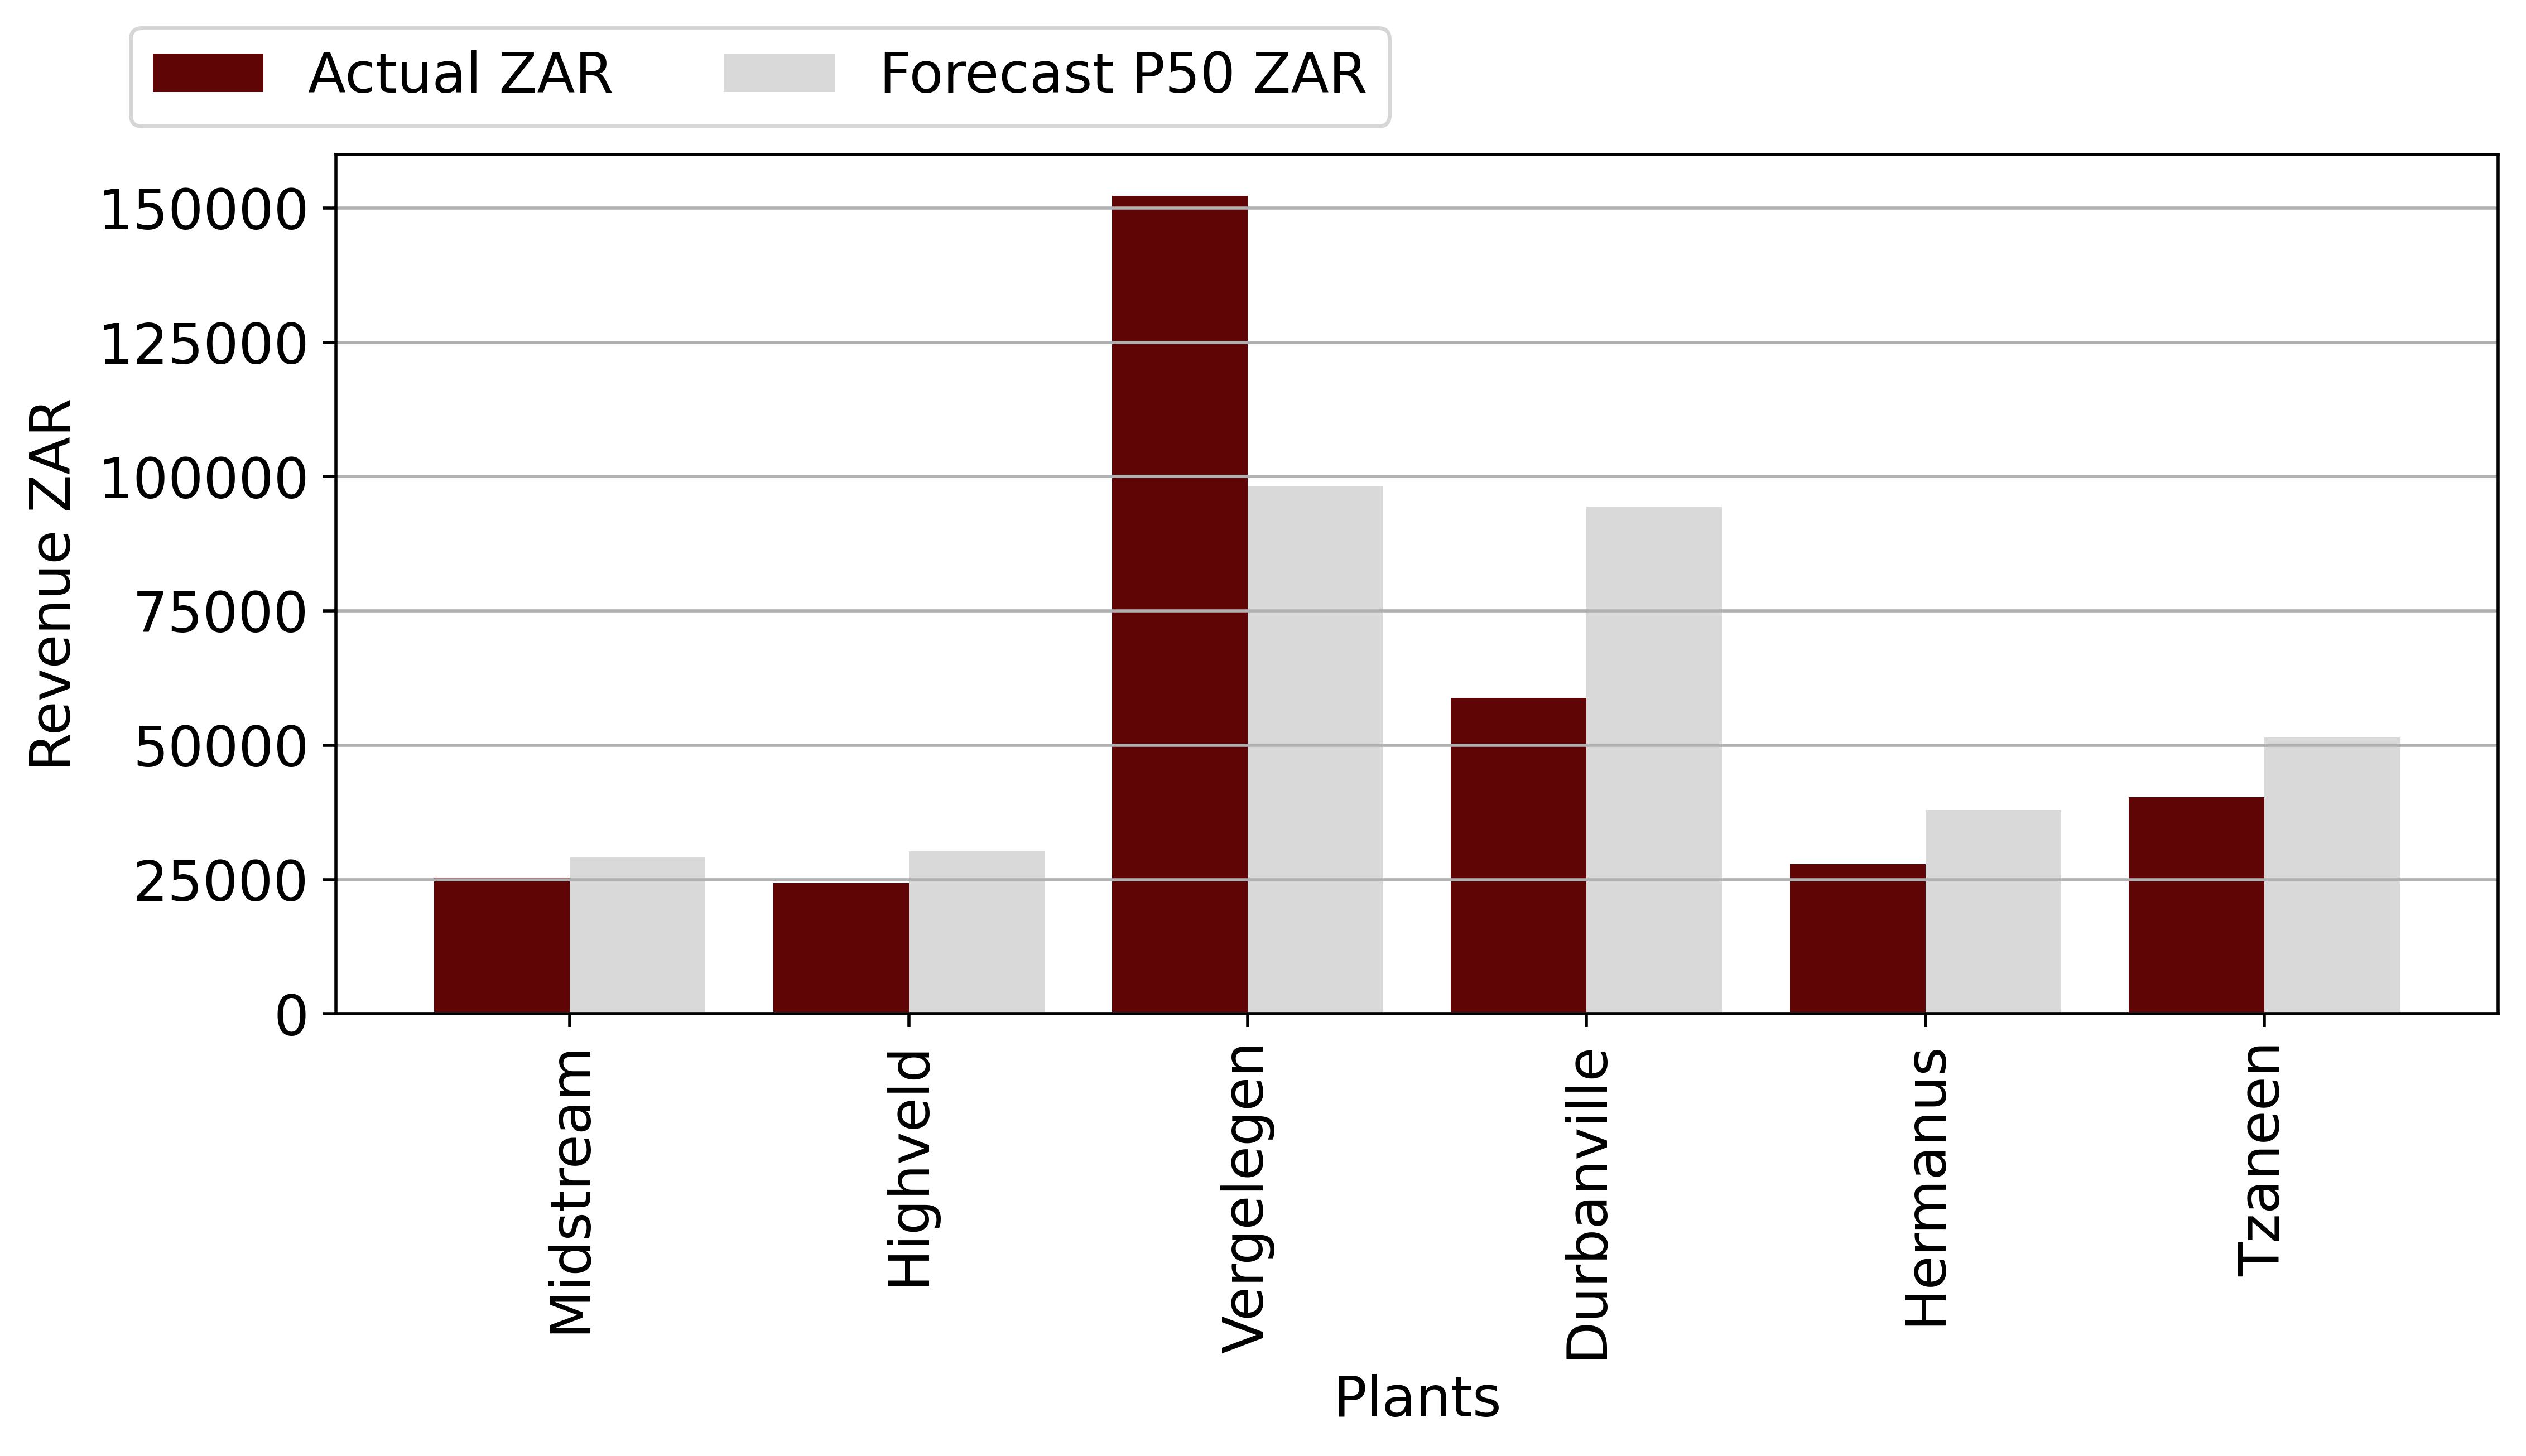 Actual ZAR Forecast P50 ZAR
Revenue ZAR
150000
125000
100000
75000
50000
25000
0
Midstream
Highveld
Vergelegen
Durbanville
Hermanus
Tzaneen
Plants